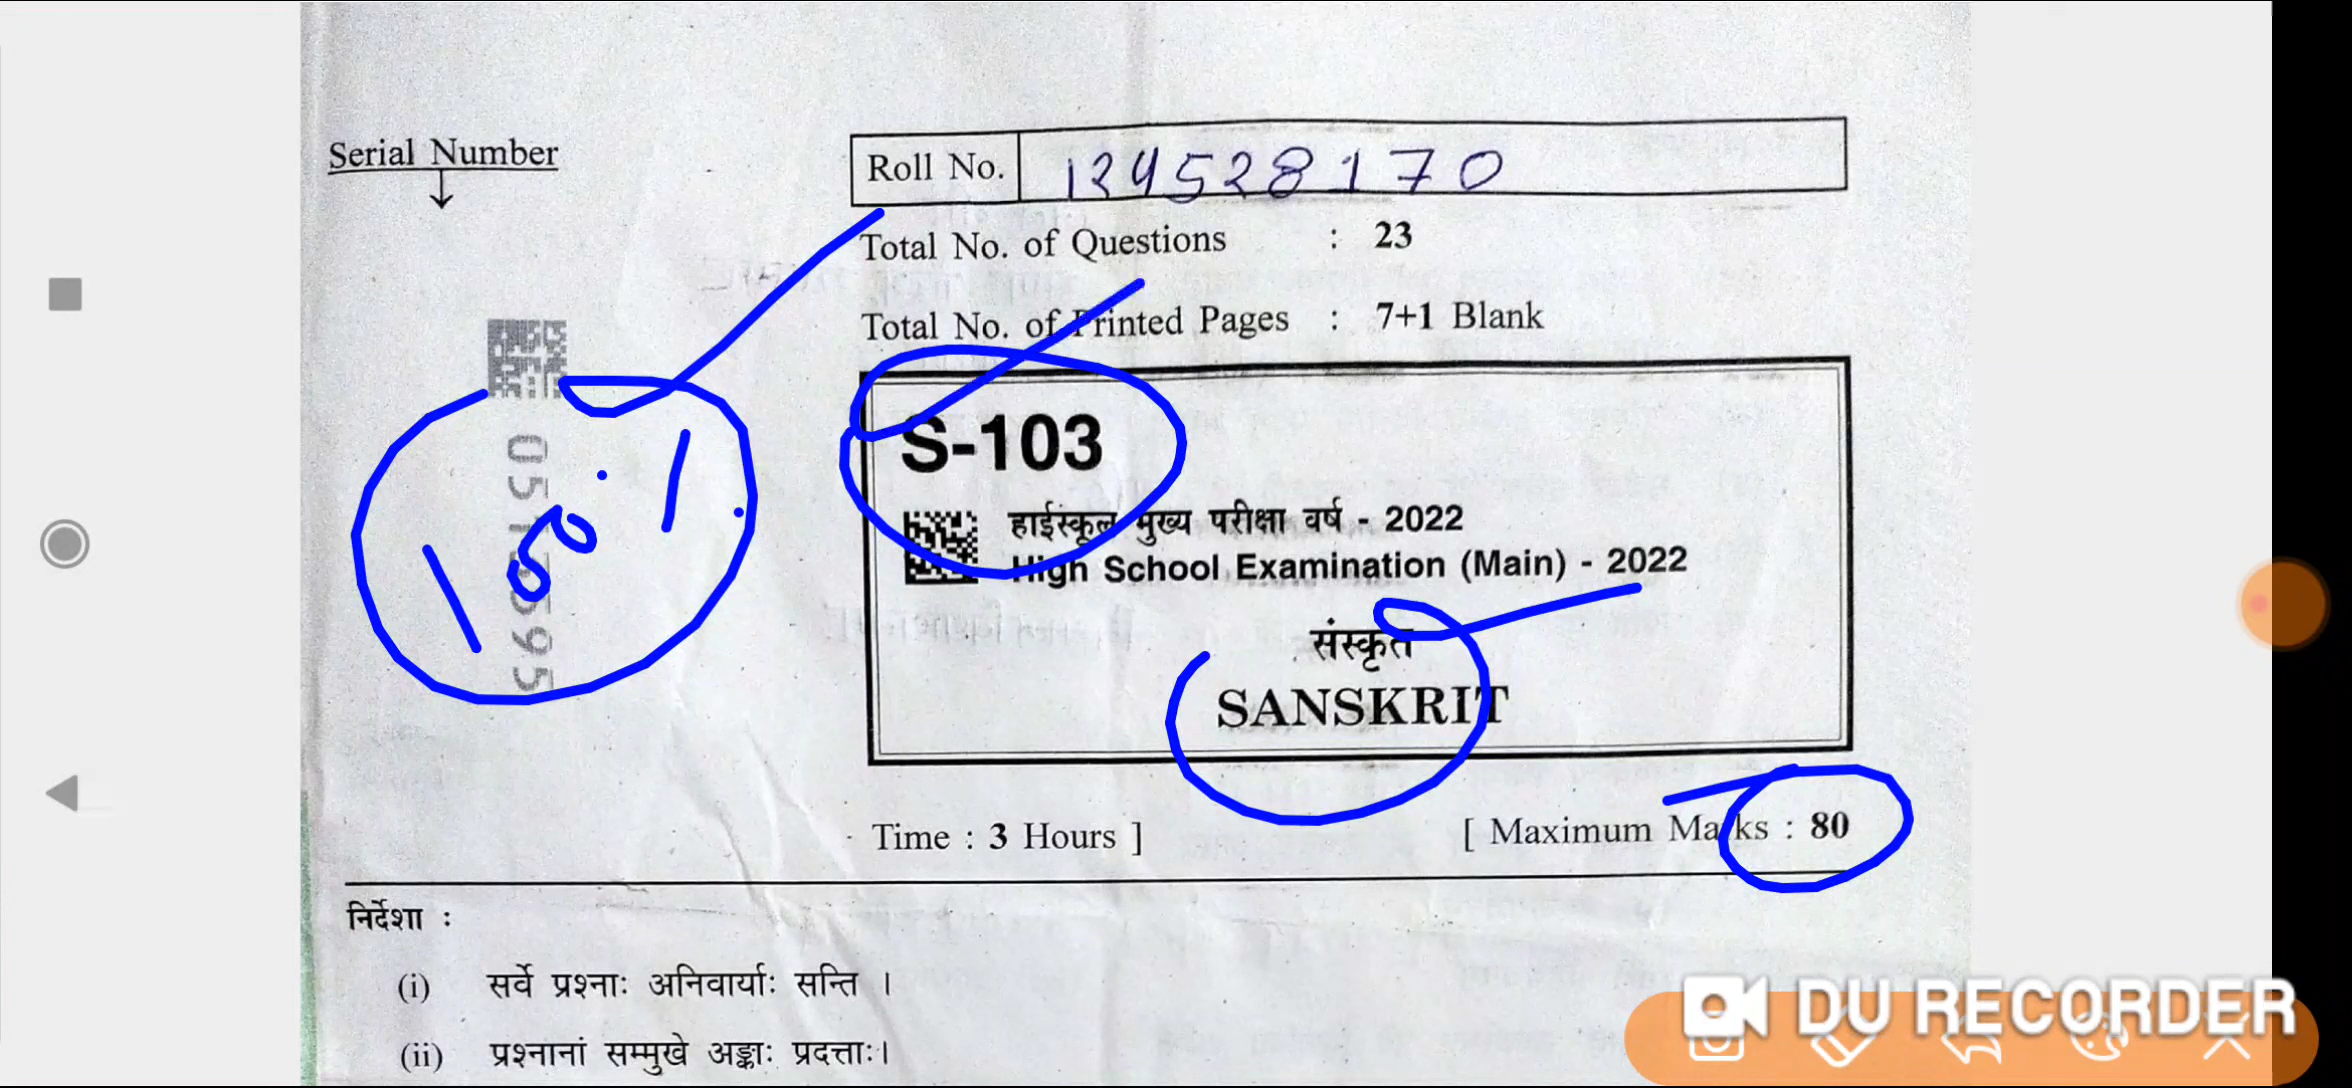 Serial Number
Roll No. 124528170
Total No. of Questions : 23
Total No. of Printed Pages : 7+1 Blank
S-103
हाईस्कूल मुख्य परीक्षा वर्ष - 2022
High School Examination (Main) - 2022
संस्कृत
SANSKRIT
Time : 3 Hours ]
[ Maximum Marks : 80
निर्देशा :
(i) सर्वे प्रश्नाः अनिवार्याः सन्ति ।
(ii) प्रश्नानां सम्मुखे अङ्काः प्रदत्ताः।
DU RECORDER